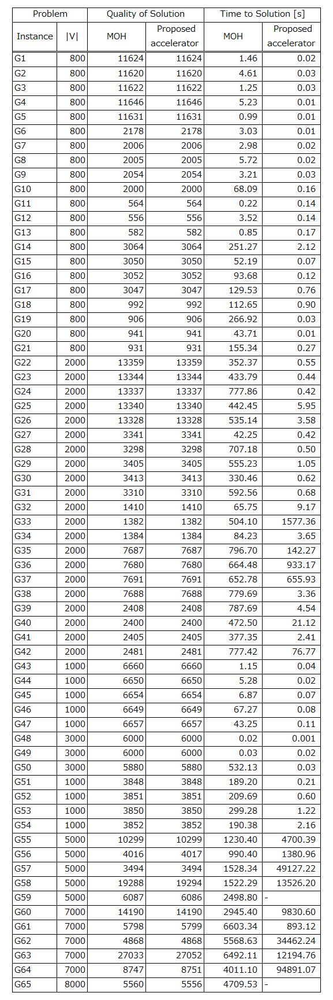 Problem Quality of Solution Time to Solution [s]
Instance |V| MOH Proposed accelerator MOH Proposed accelerator
G1 800 11624 11624 1.46 0.02
G2 800 11620 11620 4.61 0.03
G3 800 11622 11622 1.25 0.03
G4 800 11646 11646 5.23 0.01
G5 800 11631 11631 0.99 0.01
G6 800 2178 2178 3.03 0.01
G7 800 2006 2006 2.98 0.02
G8 800 2005 2005 5.72 0.02
G9 800 2054 2054 3.21 0.03
G10 800 2000 2000 68.09 0.16
G11 800 564 564 0.22 0.14
G12 800 556 556 3.52 0.14
G13 800 582 582 0.85 0.17
G14 800 3064 3064 251.27 2.12
G15 800 3050 3050 52.19 0.07
G16 800 3052 3052 93.68 0.12
G17 800 3047 3047 129.53 0.76
G18 800 992 992 112.65 0.90
G19 800 906 906 266.92 0.03
G20 800 941 941 43.71 0.01
G21 800 931 931 155.34 0.27
G22 2000 13359 13359 352.37 0.55
G23 2000 13344 13344 433.79 0.44
G24 2000 13337 13337 777.86 0.42
G25 2000 13340 13340 442.45 5.95
G26 2000 13328 13328 535.14 3.58
G27 2000 3341 3341 42.25 0.42
G28 2000 3298 3298 707.18 0.50
G29 2000 3405 3405 555.23 1.05
G30 2000 3413 3413 330.46 0.62
G31 2000 3310 3310 592.56 0.68
G32 2000 1410 1410 65.75 9.17
G33 2000 1382 1382 504.10 1577.36
G34 2000 1384 1384 84.23 3.65
G35 2000 7687 7687 796.70 142.27
G36 2000 7680 7680 664.48 933.17
G37 2000 7691 7691 652.78 655.93
G38 2000 7688 7688 779.69 3.36
G39 2000 2408 2408 787.69 4.54
G40 2000 2400 2400 472.50 21.12
G41 2000 2405 2405 377.35 2.41
G42 2000 2481 2481 777.42 76.77
G43 1000 6660 6660 1.15 0.04
G44 1000 6650 6650 5.28 0.02
G45 1000 6654 6654 6.87 0.07
G46 1000 6649 6649 67.27 0.08
G47 1000 6657 6657 43.25 0.11
G48 3000 6000 6000 0.02 0.001
G49 3000 6000 6000 0.03 0.02
G50 3000 5880 5880 532.13 0.03
G51 1000 3848 3848 189.20 0.21
G52 1000 3851 3851 209.69 0.60
G53 1000 3850 3850 299.28 1.22
G54 1000 3852 3852 190.38 2.16
G55 5000 10299 10299 1230.40 4700.39
G56 5000 4016 4017 990.40 1380.96
G57 5000 3494 3494 1528.34 49127.22
G58 5000 19288 19294 1522.29 13526.20
G59 5000 6087 6086 2498.80 -
G60 7000 14190 14190 2945.40 9830.60
G61 7000 5798 5799 6603.34 893.12
G62 7000 4868 4868 5568.63 34462.24
G63 7000 27033 27052 6492.11 12194.76
G64 7000 8747 8751 4011.10 94891.07
G65 8000 5560 5556 4709.53 -